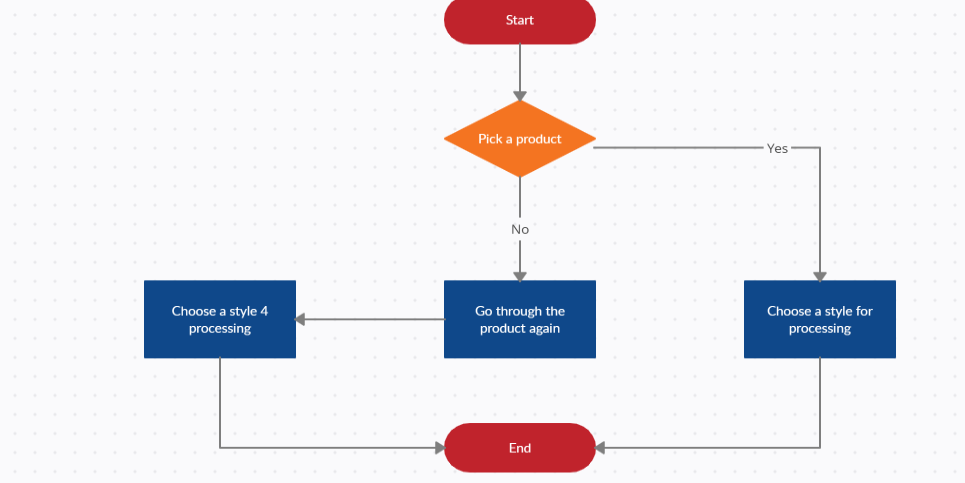 Start
Pick a product
Yes
No
Choose a style 4
processing
Go through the
product again
Choose a style for
processing
End